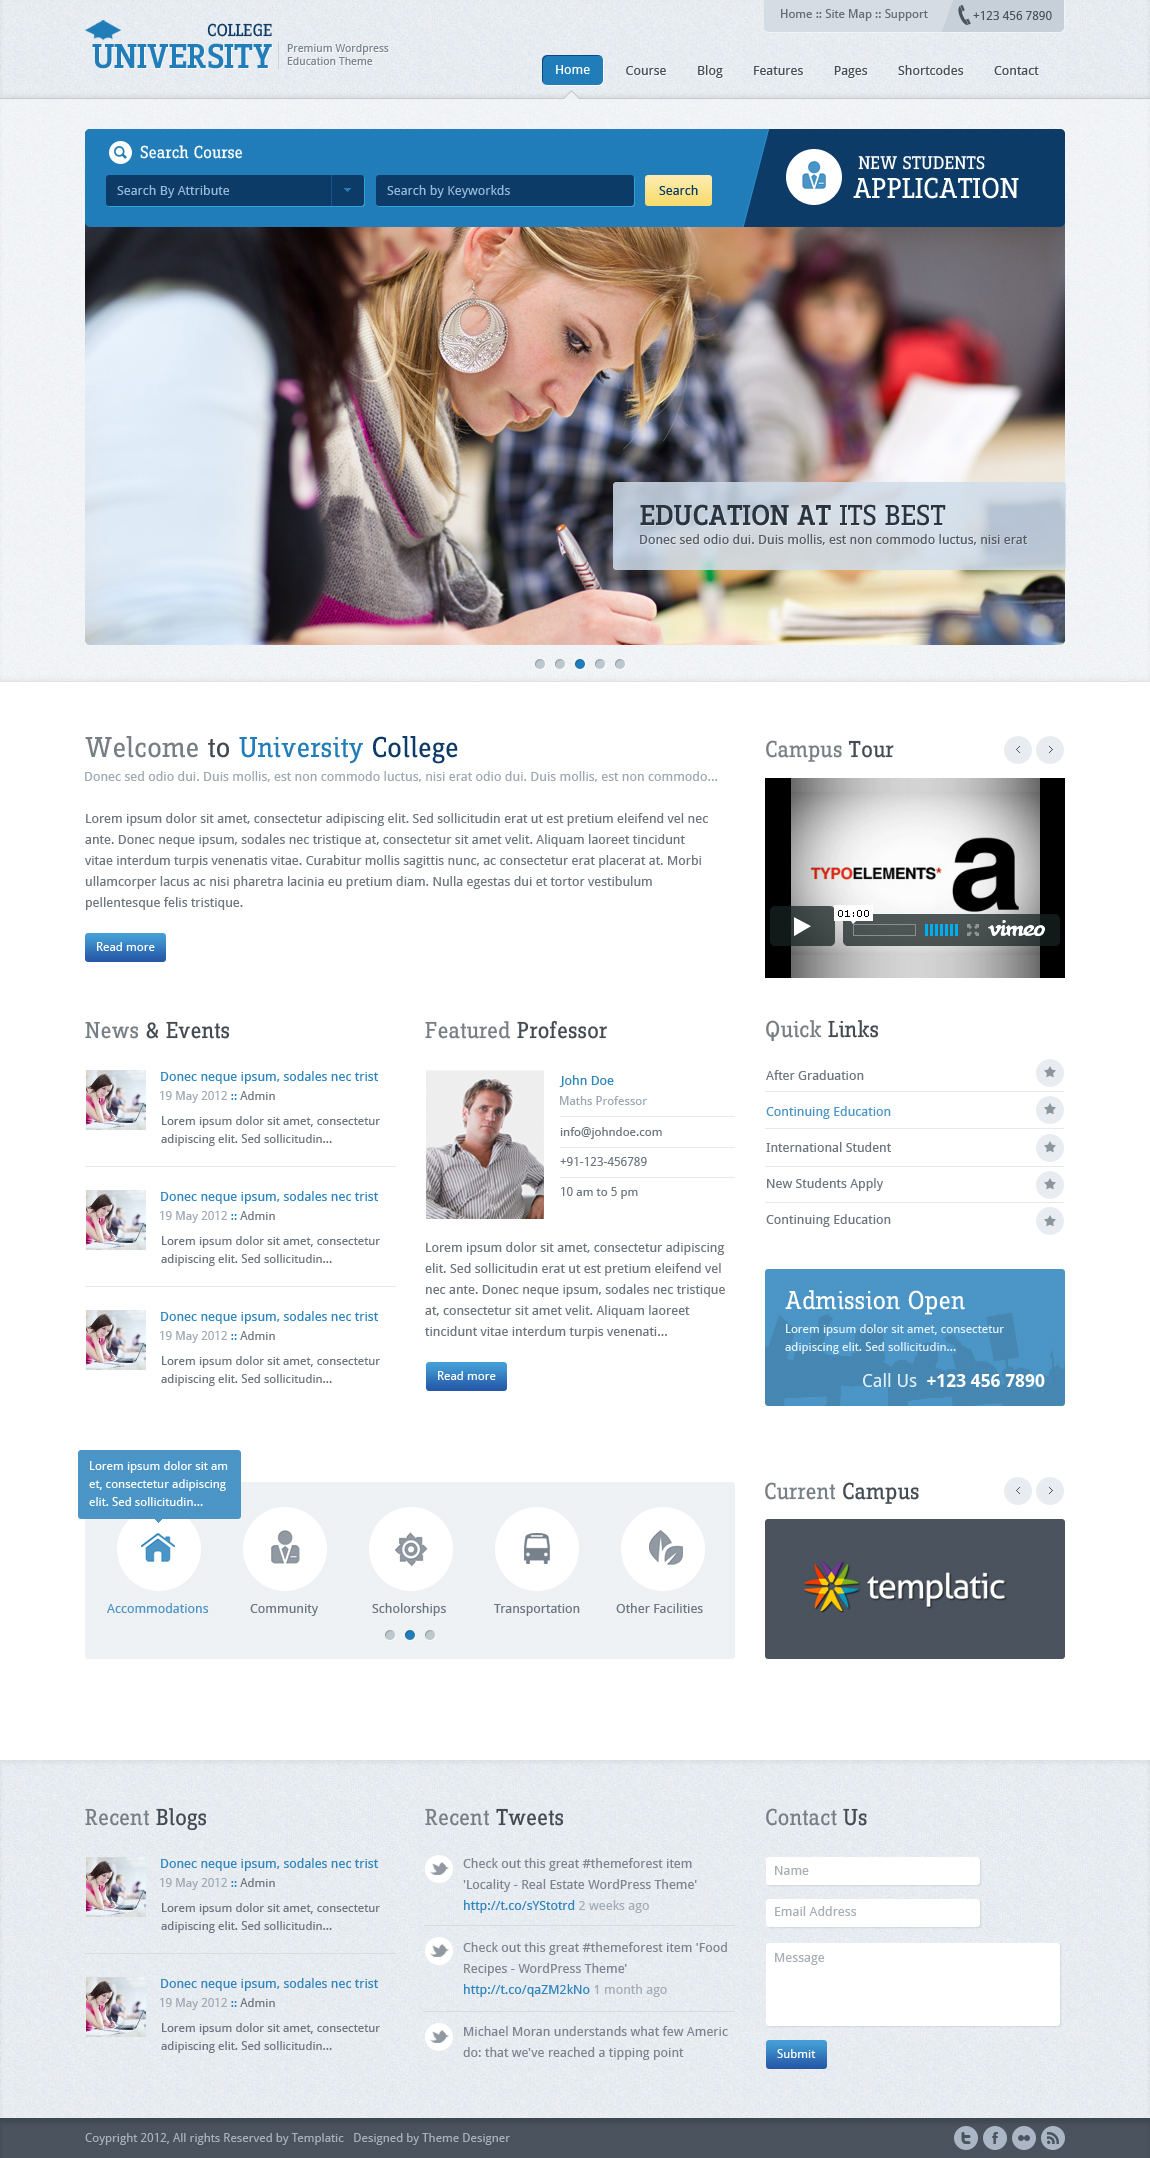 Home :: Site Map :: Support
+123 456 7890
COLLEGE
UNIVERSITY
Premium Wordpress
Education Theme
Home
Course
Blog
Features
Pages
Shortcodes
Contact
Search Course
Search By Attribute
Search by Keyworkds
Search
NEW STUDENTS
APPLICATION
EDUCATION AT ITS BEST
Donec sed odio dui. Duis mollis, est non commodo luctus, nisi erat
Welcome to University College
Donec sed odio dui. Duis mollis, est non commodo luctus, nisi erat odio dui. Duis mollis, est non commodo...
Lorem ipsum dolor sit amet, consectetur adipiscing elit. Sed sollicitudin erat ut est pretium eleifend vel nec
ante. Donec neque ipsum, sodales nec tristique at, consectetur sit amet velit. Aliquam laoreet tincidunt
vitae interdum turpis venenatis vitae. Curabitur mollis sagittis nunc, ac consectetur erat placerat at. Morbi
ullamcorper lacus ac nisi pharetra lacinia eu pretium diam. Nulla egestas dui et tortor vestibulum
pellentesque felis tristique.
Read more
Campus Tour
TYPOELEMENTS*
a
01:00
vimeo
News & Events
Donec neque ipsum, sodales nec trist
19 May 2012 :: Admin
Lorem ipsum dolor sit amet, consectetur
adipiscing elit. Sed sollicitudin...
Donec neque ipsum, sodales nec trist
19 May 2012 :: Admin
Lorem ipsum dolor sit amet, consectetur
adipiscing elit. Sed sollicitudin...
Donec neque ipsum, sodales nec trist
19 May 2012 :: Admin
Lorem ipsum dolor sit amet, consectetur
adipiscing elit. Sed sollicitudin...
Featured Professor
John Doe
Maths Professor
info@johndoe.com
+91-123-456789
10 am to 5 pm
Lorem ipsum dolor sit amet, consectetur adipiscing
elit. Sed sollicitudin erat ut est pretium eleifend vel
nec ante. Donec neque ipsum, sodales nec tristique
at, consectetur sit amet velit. Aliquam laoreet
tincidunt vitae interdum turpis venenati...
Read more
Quick Links
After Graduation
Continuing Education
International Student
New Students Apply
Continuing Education
Admission Open
Lorem ipsum dolor sit amet, consectetur
adipiscing elit. Sed sollicitudin...
Call Us +123 456 7890
Lorem ipsum dolor sit am
et, consectetur adipiscing
elit. Sed sollicitudin...
Accommodations
Community
Scholorships
Transportation
Other Facilities
Current Campus
templatic
Recent Blogs
Donec neque ipsum, sodales nec trist
19 May 2012 :: Admin
Lorem ipsum dolor sit amet, consectetur
adipiscing elit. Sed sollicitudin...
Donec neque ipsum, sodales nec trist
19 May 2012 :: Admin
Lorem ipsum dolor sit amet, consectetur
adipiscing elit. Sed sollicitudin...
Recent Tweets
Check out this great #themeforest item
'Locality - Real Estate WordPress Theme'
http://t.co/sYStotrd 2 weeks ago
Check out this great #themeforest item 'Food
Recipes - WordPress Theme'
http://t.co/qaZM2kNo 1 month ago
Michael Moran understands what few Americ
do: that we've reached a tipping point
Contact Us
Name
Email Address
Message
Submit
Coypright 2012, All rights Reserved by Templatic Designed by Theme Designer